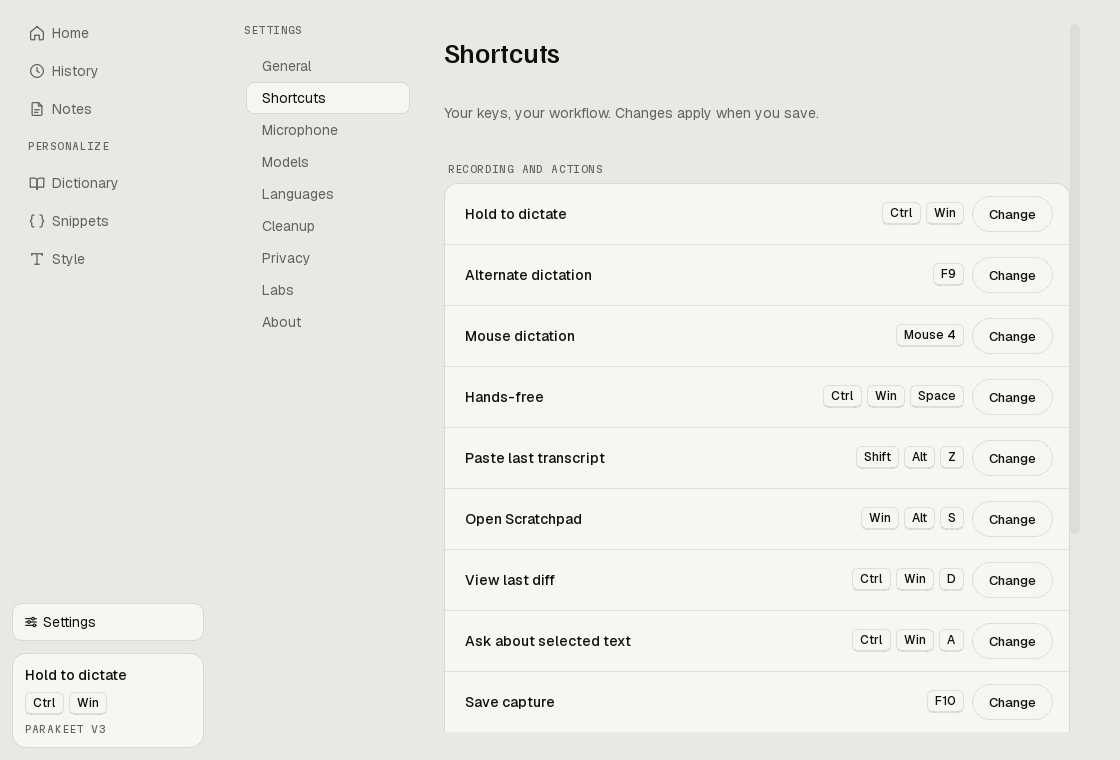 Home
History
Notes
PERSONALIZE
Dictionary
Snippets
Style
Settings
Hold to dictate
Ctrl Win
PARAKEET V3
SETTINGS
General
Shortcuts
Microphone
Models
Languages
Cleanup
Privacy
Labs
About
Shortcuts
Your keys, your workflow. Changes apply when you save.
RECORDING AND ACTIONS
Hold to dictate Ctrl Win Change
Alternate dictation F9 Change
Mouse dictation Mouse 4 Change
Hands-free Ctrl Win Space Change
Paste last transcript Shift Alt Z Change
Open Scratchpad Win Alt S Change
View last diff Ctrl Win D Change
Ask about selected text Ctrl Win A Change
Save capture F10 Change